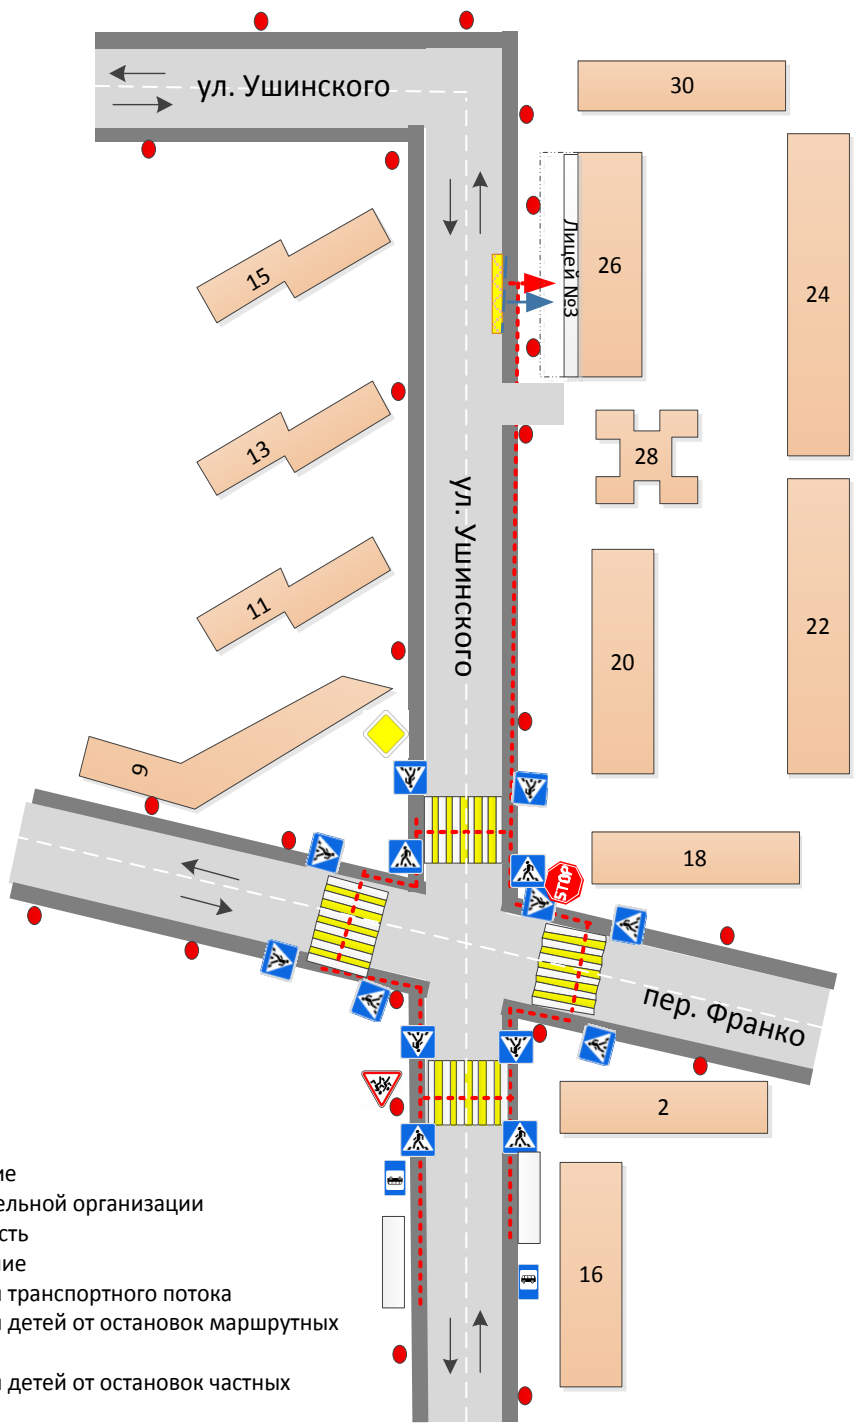 ул. Ушинского
30
Лицей №3
26
24
15
13
28
ул. Ушинского
11
20
22
9
18
STOP
пер. Франко
2
16
ие
ельной организации
сть
ние
и транспортного потока
и детей от остановок маршрутных
и детей от остановок частных